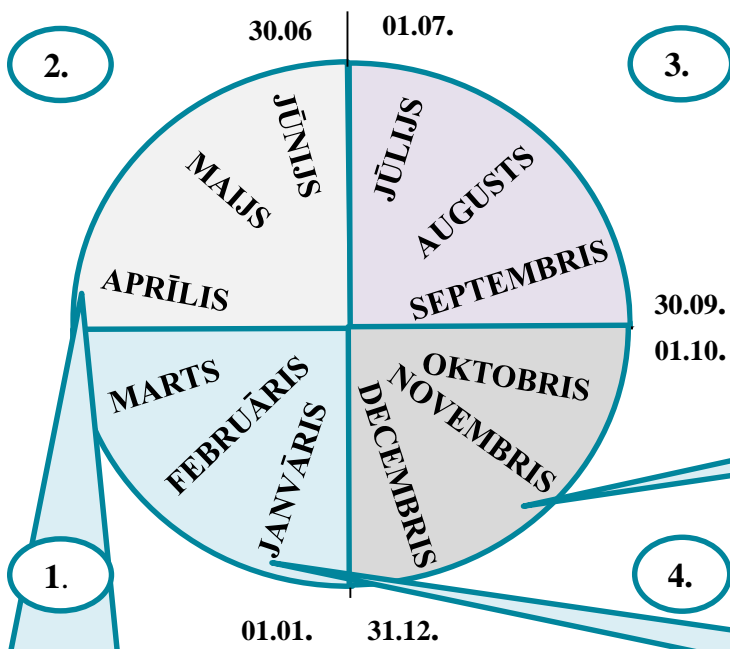 30.06
01.07.
2.
3.
JŪNIJS
JŪLIJS
MAIJS
AUGUSTS
APRĪLIS
SEPTEMBRIS
30.09.
01.10.
MARTS
FEBRUĀRIS
JANVĀRIS
OKTOBRIS
NOVEMBRIS
DECEMBRIS
1.
4.
01.01.
31.12.